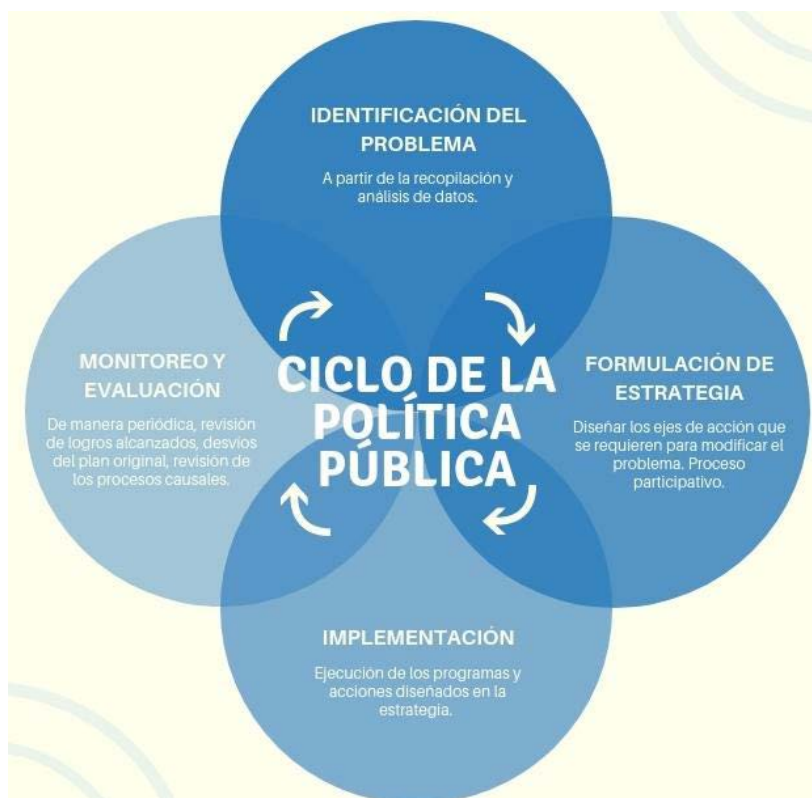 IDENTIFICACIÓN DEL
PROBLEMA
A partir de la recopilación y
análisis de datos.
MONITOREO Y
EVALUACIÓN
De manera periódica, revisión
de logros alcanzados, desvíos
del plan original, revisión de
los procesos causales.
CICLO DE LA
POLÍTICA
PÚBLICA
FORMULACIÓN DE
ESTRATEGIA
Diseñar los ejes de acción que
se requieren para modificar el
problema. Proceso
participativo.
IMPLEMENTACIÓN
Ejecución de los programas y
acciones diseñados en la
estrategia.